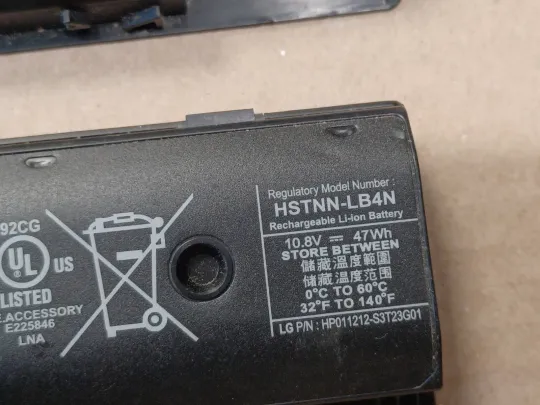 92CG
UL US
LISTED
E.ACCESSORY
E225846
LNA
Regulatory Model Number :
HSTNN-LB4N
Rechargeable Li-Ion Battery
10.8V ⎓ 47Wh
STORE BETWEEN
儲藏溫度範圍
储藏温度范围
0°C TO 60°C
32°F TO 140°F
LG P/N : HP011212-S3T23G01